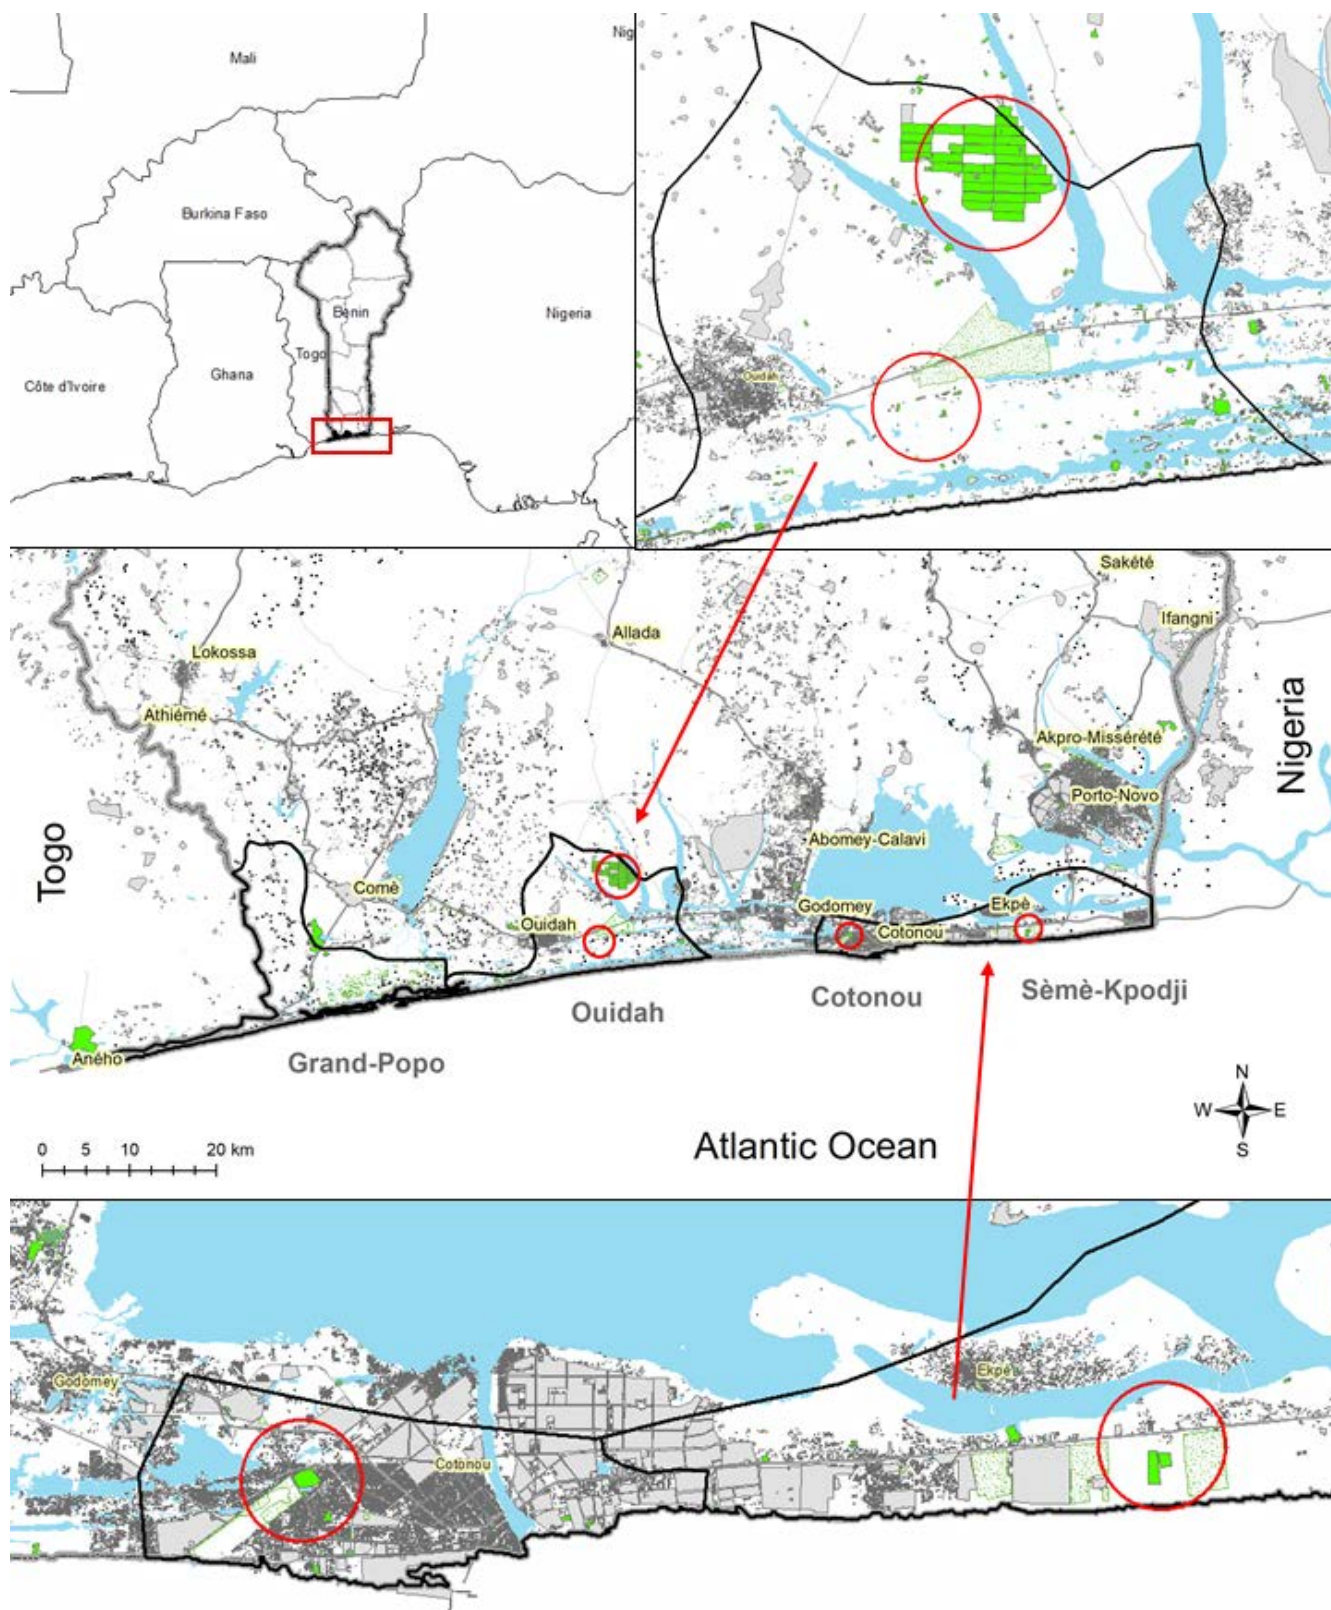 Mali
Nig
Burkina Faso
Benin
Nigeria
Togo
Ghana
Côte d'Ivoire
Ouidah
Sakété
Ifangni
Allada
Lokossa
Athiémé
Akpro-Missérété
Nigeria
Porto-Novo
Abomey-Calavi
Togo
Comè
Godomey
Ekpè
Ouidah
Cotonou
Sèmè-Kpodji
Cotonou
Ouidah
Aného
Grand-Popo
N
W E
S
0 5 10 20 km
Atlantic Ocean
Ekpè
Godomey
Cotonou